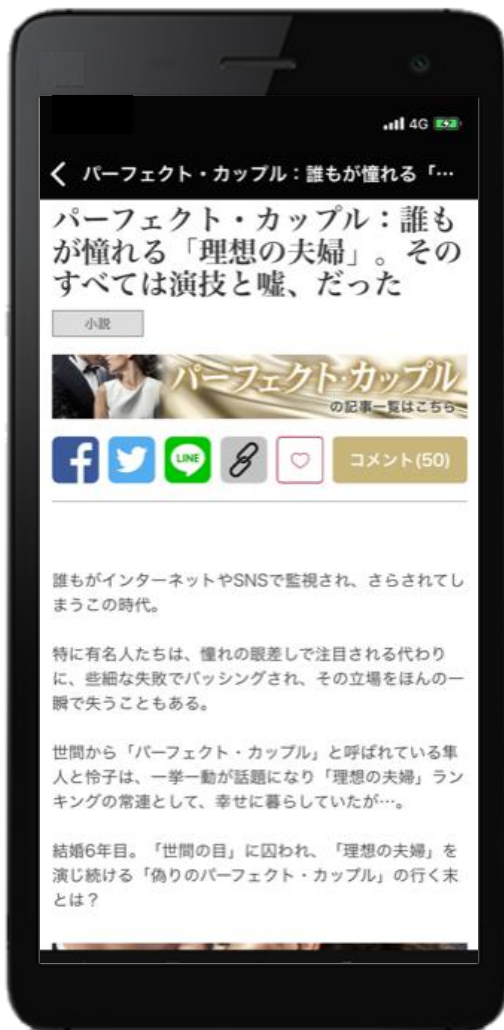 4G
パーフェクト・カップル：誰もが憧れる「…
パーフェクト・カップル：誰も
が憧れる「理想の夫婦」。その
すべては演技と嘘、だった
小説
パーフェクト・カップル
の記事一覧はこちら
LINE
コメント(50)
誰もがインターネットやSNSで監視され、さらされてし
まうこの時代。
特に有名人たちは、憧れの眼差しで注目される代わり
に、些細な失敗でバッシングされ、その立場をほんの一
瞬で失うこともある。
世間から「パーフェクト・カップル」と呼ばれている隼
人と怜子は、一挙一動が話題になり「理想の夫婦」ラン
キングの常連として、幸せに暮らしていたが…。
結婚6年目。「世間の目」に囚われ、「理想の夫婦」を
演じ続ける「偽りのパーフェクト・カップル」の行く末
とは？